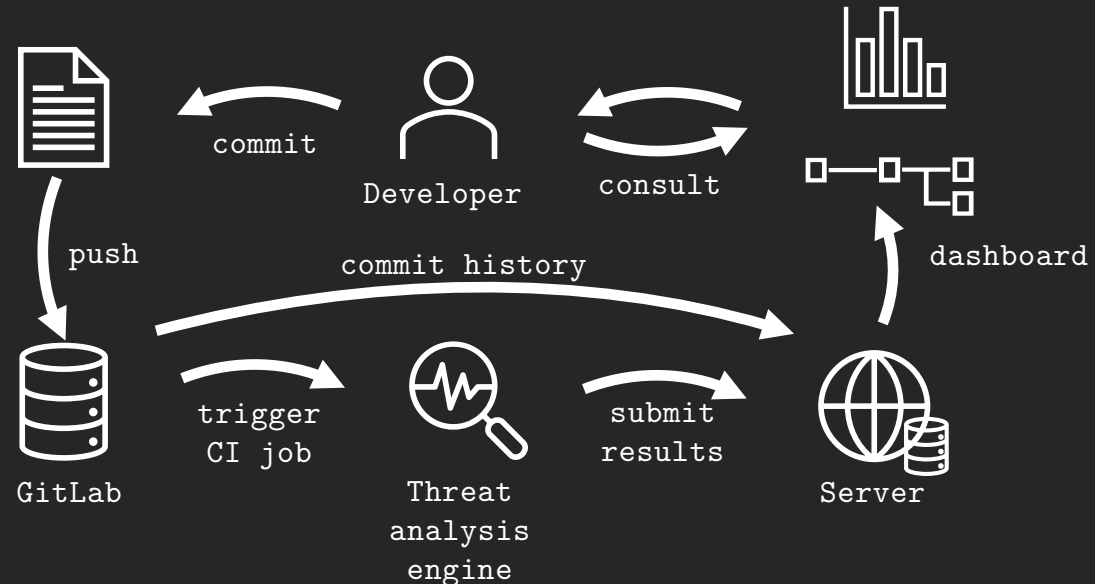 commit
Developer
consult
push
commit history
dashboard
trigger
CI job
submit
results
GitLab
Threat
analysis
engine
Server